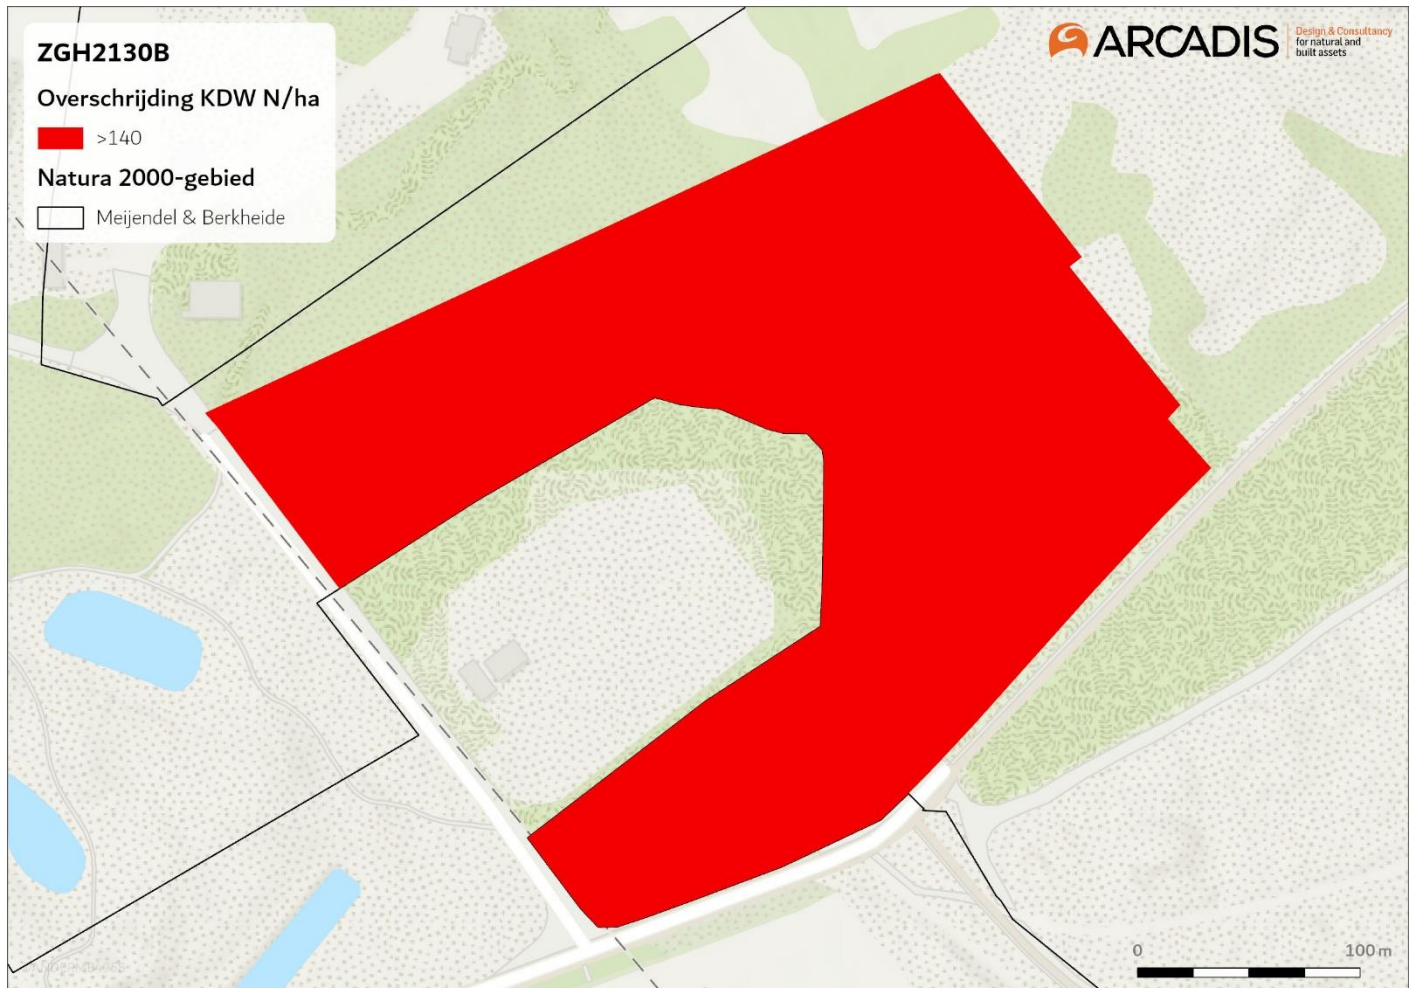 ZGH2130B
Overschrijding KDW N/ha
>140
Natura 2000-gebied
Meijendel & Berkheide
ARCADIS
Design & Consultancy
for natural and
built assets
0 100 m